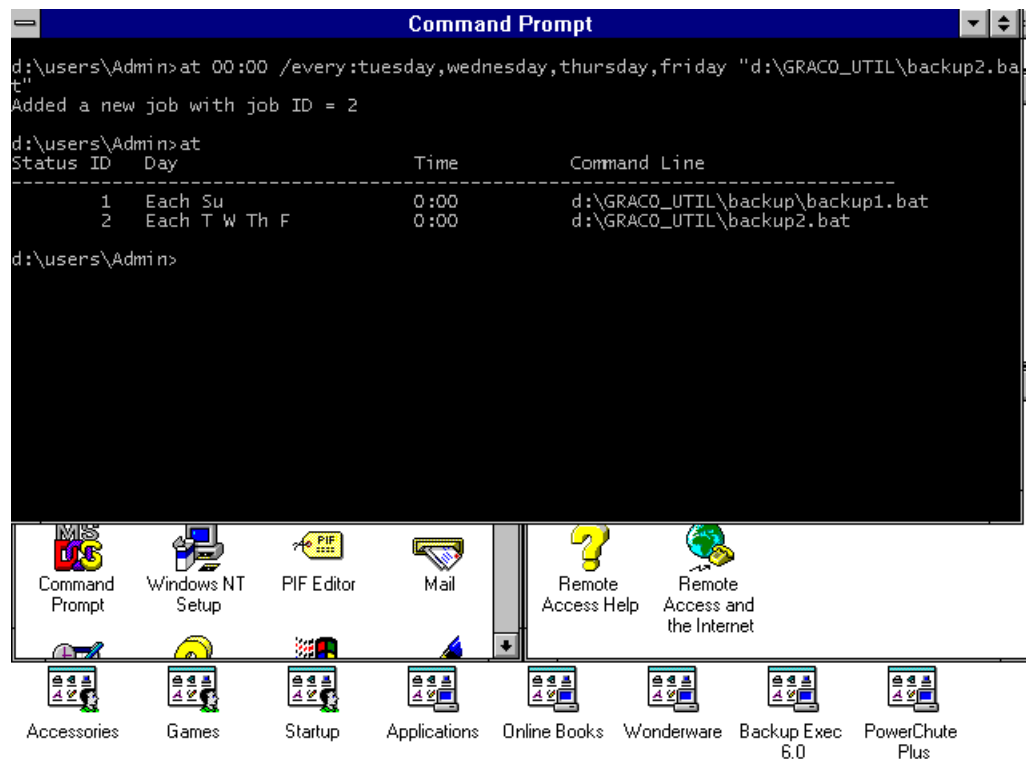 Command Prompt
d:\users\Admin>at 00:00 /every:tuesday,wednesday,thursday,friday "d:\GRACO_UTIL\backup2.ba
t"
Added a new job with job ID = 2
d:\users\Admin>at
Status ID   Day                     Time          Command Line
-------------------------------------------------------------------------------
1   Each Su                 0:00          d:\GRACO_UTIL\backup\backup1.bat
2   Each T W Th F           0:00          d:\GRACO_UTIL\backup2.bat
d:\users\Admin>
MS
DOS
PIF
Command Prompt
Windows NT Setup
PIF Editor
Mail
Remote Access Help
Remote Access and the Internet
Accessories
Games
Startup
Applications
Online Books
Wonderware
Backup Exec 6.0
PowerChute Plus